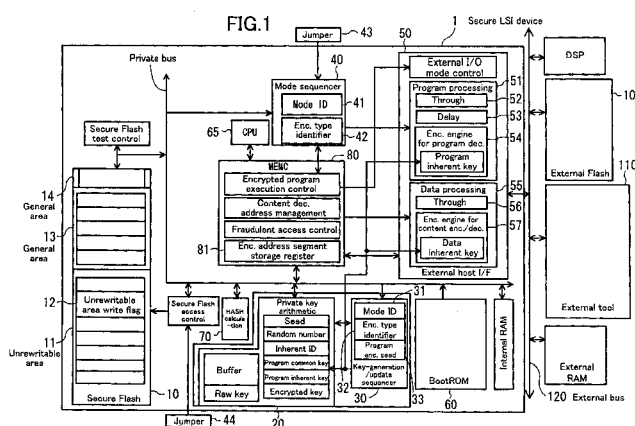 FIG.1
Secure LSI device
Private bus
Jumper
43
1
40
Mode sequencer
Mode ID
41
Enc. type
identifier
42
65
CPU
Secure Flash
test control
50
External I/O
mode control
Program processing
51
Through
52
Delay
53
Enc. engine
for program dec.
54
Program
inherent key
Data processing
55
Through
56
Enc. engine for
content enc/dec.
57
Data
inherent key
External host I/F
DSP
10
External Flash
110
External tool
External
RAM
120
External bus
80
MEMC
Encrypted program
execution control
Content dec.
address management
Fraudulent access control
Enc. address segment
storage register
81
14
General
area
13
General area
12
Unrewritable
area write flag
11
Unrewritable
area
Secure Flash
10
Secure Flash
access
control
HASH
calcula-
tion
70
Private key
arithmetic
Seed
Random number
Inherent ID
Program common key
Program inherent key
Encrypted key
Buffer
Raw key
20
31
Mode ID
Enc. type
identifier
Program
enc. seed
32
Key-generation
/update
sequencer
30
33
BootROM
60
Internal RAM
Jumper
44